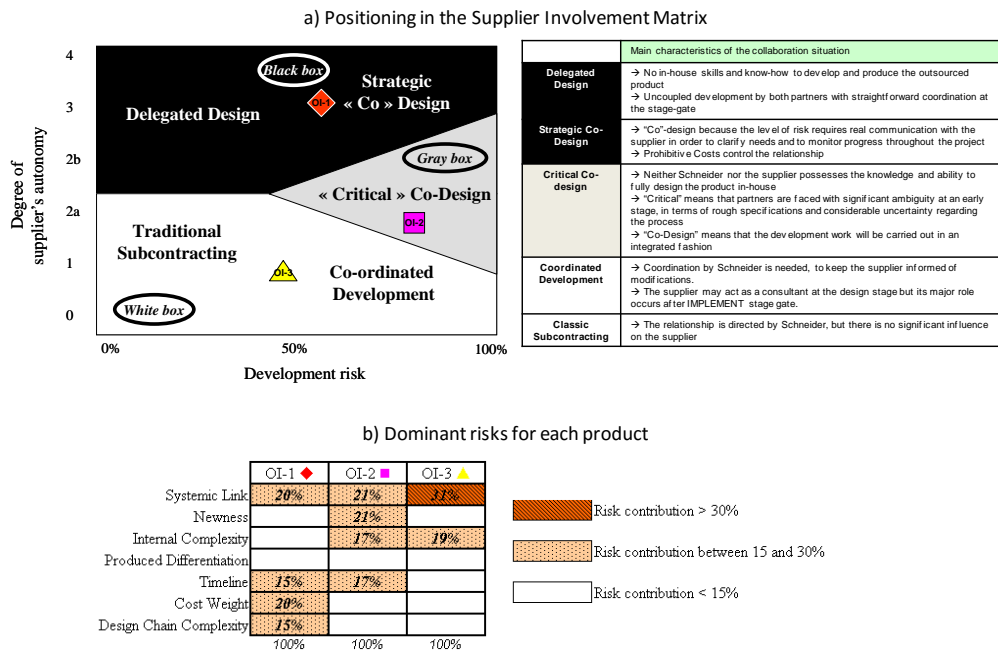 a) Positioning in the Supplier Involvement Matrix
Degree of
supplier's autonomy
4
3
2b
2a
1
0
Black box
Strategic
« Co » Design
OI-1
Delegated Design
Gray box
« Critical » Co-Design
OI-2
Traditional
Subcontracting
OI-3
Co-ordinated
Development
White box
0%
50%
100%
Development risk
Main characteristics of the collaboration situation
Delegated
Design
→ No in-house skills and know-how to develop and produce the outsourced
product
→ Uncoupled development by both partners with straightforward coordination at
the stage-gate
Strategic Co-
Design
→ "Co"-design because the level of risk requires real communication with the
supplier in order to clarify needs and to monitor progress throughout the project
→ Prohibitive Costs control the relationship
Critical Co-
design
→ Neither Schneider nor the supplier possesses the knowledge and ability to
fully design the product in-house
→ "Critical" means that partners are faced with significant ambiguity at an early
stage, in terms of rough specifications and considerable uncertainty regarding
the process
→ "Co-Design" means that the development work will be carried out in an
integrated fashion
Coordinated
Development
→ Coordination by Schneider is needed, to keep the supplier informed of
modifications.
→ The supplier may act as a consultant at the design stage but its major role
occurs after IMPLEMENT stage gate.
Classic
Subcontracting
→ The relationship is directed by Schneider, but there is no significant influence
on the supplier
b) Dominant risks for each product
OI-1 OI-2 OI-3
Systemic Link 20% 21% 31%
Newness 21%
Internal Complexity 17% 19%
Produced Differentiation
Timeline 15% 17%
Cost Weight 20%
Design Chain Complexity 15%
100% 100% 100%
Risk contribution > 30%
Risk contribution between 15 and 30%
Risk contribution < 15%